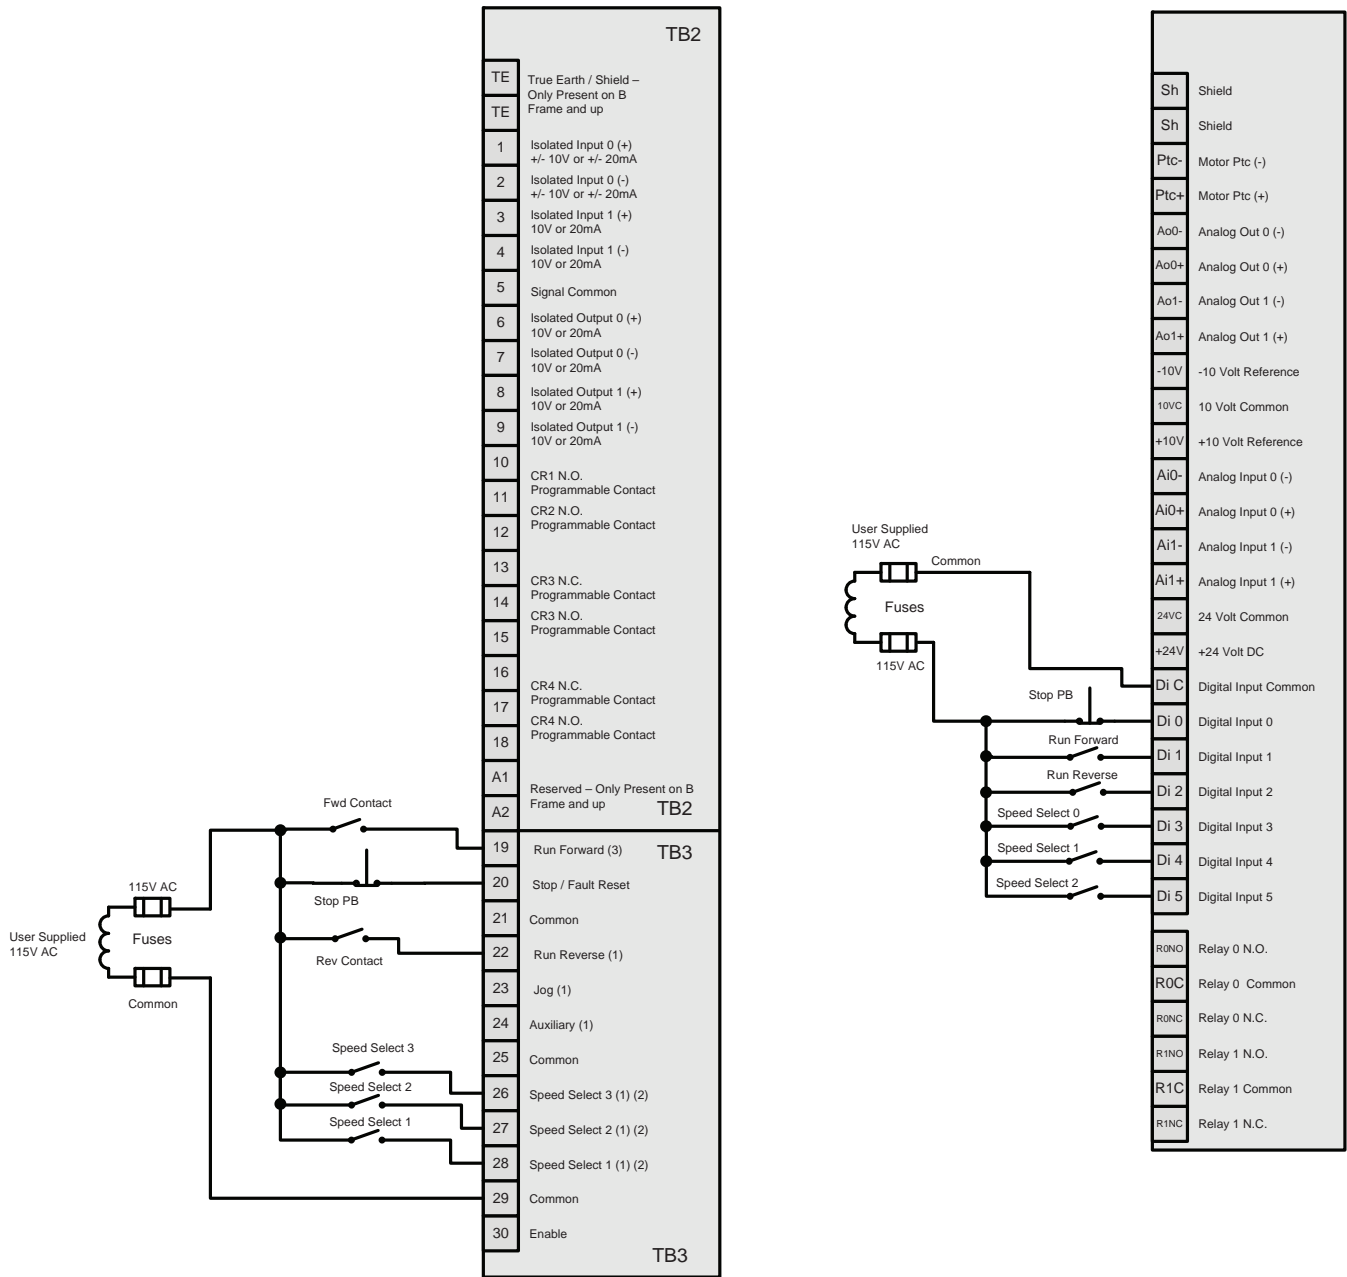 TB2
TE
True Earth / Shield –
Only Present on B
TE
Frame and up
1
Isolated Input 0 (+)
+/- 10V or +/- 20mA
2
Isolated Input 0 (-)
+/- 10V or +/- 20mA
3
Isolated Input 1 (+)
10V or 20mA
4
Isolated Input 1 (-)
10V or 20mA
5
Signal Common
6
Isolated Output 0 (+)
10V or 20mA
7
Isolated Output 0 (-)
10V or 20mA
8
Isolated Output 1 (+)
10V or 20mA
9
Isolated Output 1 (-)
10V or 20mA
10
CR1 N.O.
Programmable Contact
11
CR2 N.O.
Programmable Contact
12
13
CR3 N.C.
Programmable Contact
14
CR3 N.O.
Programmable Contact
15
16
CR4 N.C.
Programmable Contact
17
CR4 N.O.
Programmable Contact
18
A1
Reserved – Only Present on B
Frame and up
A2
TB2
Fwd Contact
19
Run Forward (3)
TB3
20
Stop / Fault Reset
Stop PB
115V AC
User Supplied
115V AC
Fuses
Common
21
Common
22
Run Reverse (1)
Rev Contact
23
Jog (1)
24
Auxiliary (1)
25
Common
Speed Select 3
26
Speed Select 3 (1) (2)
Speed Select 2
27
Speed Select 2 (1) (2)
Speed Select 1
28
Speed Select 1 (1) (2)
29
Common
30
Enable
TB3
Sh
Shield
Sh
Shield
Ptc-
Motor Ptc (-)
Ptc+
Motor Ptc (+)
Ao0-
Analog Out 0 (-)
Ao0+
Analog Out 0 (+)
Ao1-
Analog Out 1 (-)
Ao1+
Analog Out 1 (+)
-10V
-10 Volt Reference
10VC
10 Volt Common
+10V
+10 Volt Reference
Ai0-
Analog Input 0 (-)
Ai0+
Analog Input 0 (+)
Ai1-
Analog Input 1 (-)
Ai1+
Analog Input 1 (+)
24VC
24 Volt Common
+24V
+24 Volt DC
User Supplied
115V AC
Common
Fuses
115V AC
Di C
Digital Input Common
Stop PB
Di 0
Digital Input 0
Run Forward
Di 1
Digital Input 1
Run Reverse
Di 2
Digital Input 2
Speed Select 0
Di 3
Digital Input 3
Speed Select 1
Di 4
Digital Input 4
Speed Select 2
Di 5
Digital Input 5
R0NO
Relay 0 N.O.
R0C
Relay 0 Common
R0NC
Relay 0 N.C.
R1NO
Relay 1 N.O.
R1C
Relay 1 Common
R1NC
Relay 1 N.C.